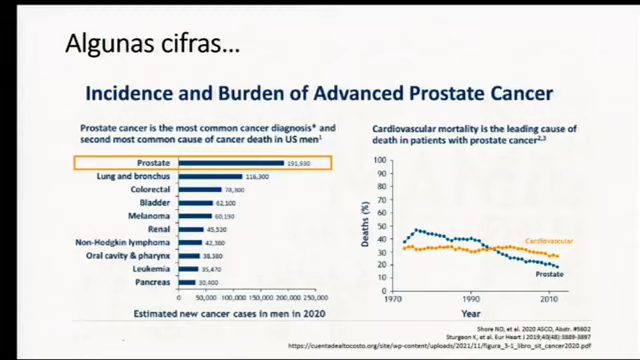 Algunas cifras...
Incidence and Burden of Advanced Prostate Cancer
Prostate cancer is the most common cancer diagnosis* and
second most common cause of cancer death in US men¹
Prostate 191,930
Lung and bronchus 116,300
Colorectal 78,300
Bladder 62,100
Melanoma 60,190
Renal 45,520
Non-Hodgkin lymphoma 42,380
Oral cavity & pharynx 38,380
Leukemia 35,470
Pancreas 30,400
0 50,000 100,000 150,000 200,000 250,000
Estimated new cancer cases in men in 2020
Cardiovascular mortality is the leading cause of
death in patients with prostate cancer²,³
100
90
80
70
60
50
40
30
20
10
0
Deaths (%)
Cardiovascular
Prostate
1970 1990 2010
Year
Shore ND, et al. 2020 ASCO, Abstr. #5602
Sturgeon K, et al. Eur Heart J 2019;40(48):3889-3897
https://cuentadealtocosto.org/site/wp-content/uploads/2021/11/figura_3-1_libro_sit_cancer2020.pdf